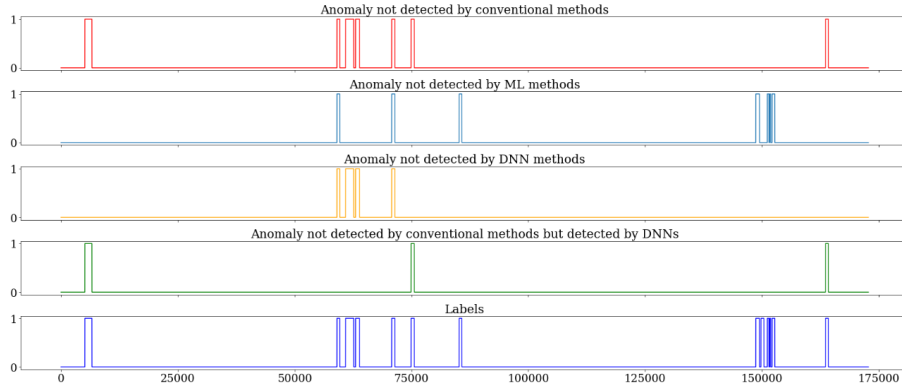 Anomaly not detected by conventional methods
1
0
Anomaly not detected by ML methods
1
0
Anomaly not detected by DNN methods
1
0
Anomaly not detected by conventional methods but detected by DNNs
1
0
Labels
1
0
0 25000 50000 75000 100000 125000 150000 175000